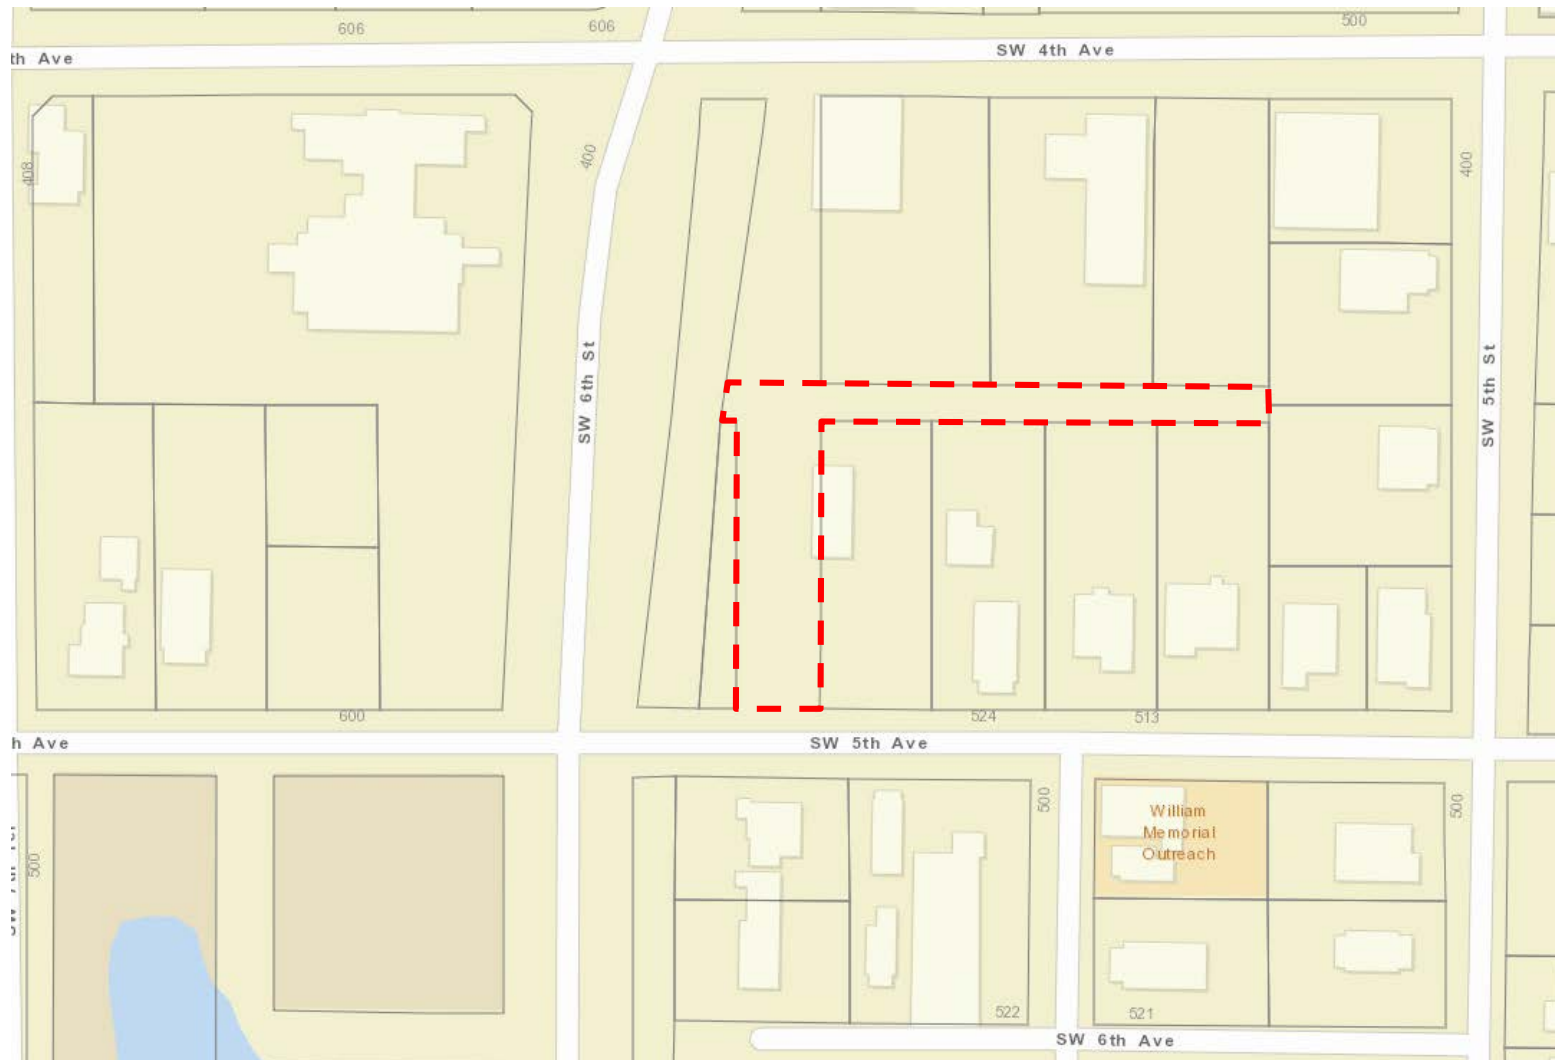 606
606
500
th Ave
SW 4th Ave
408
400
400
SW 6th St
SW 5th St
600
524
513
h Ave
SW 5th Ave
500
500
500
William
Memorial
Outreach
522
521
SW 6th Ave